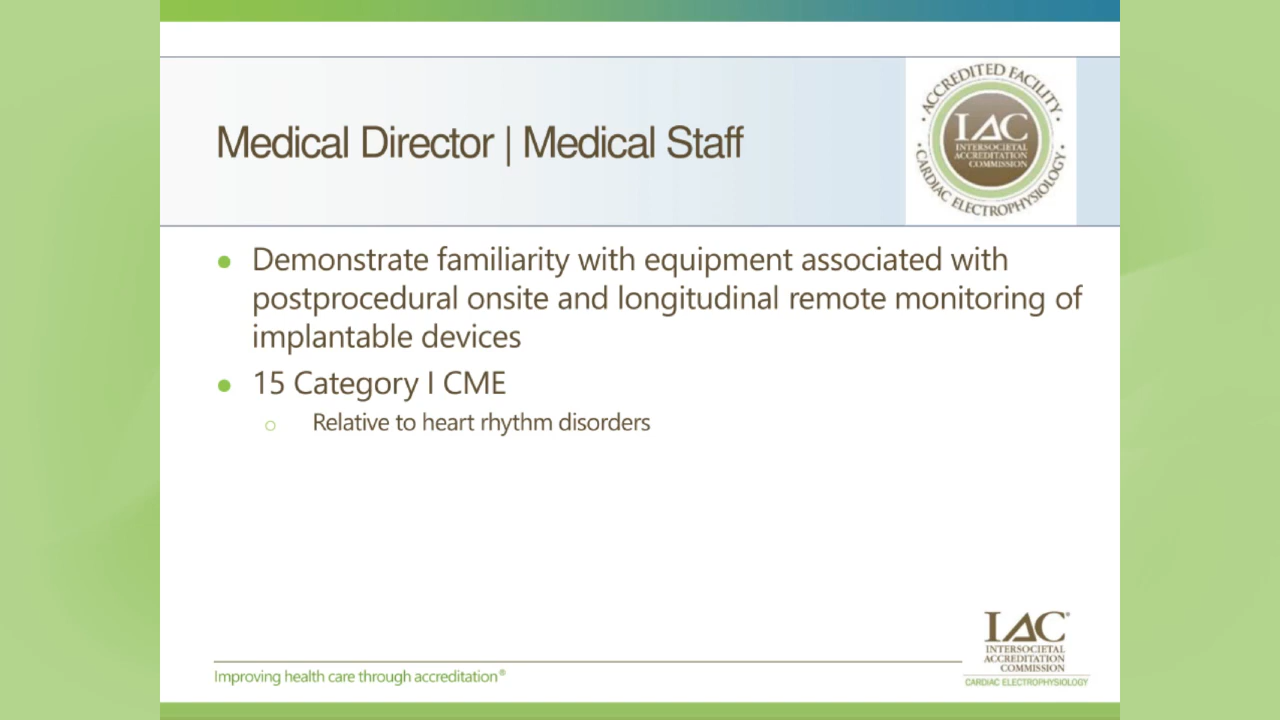 Medical Director | Medical Staff
ACCREDITED FACILITY
IAC
INTERSOCIETAL
ACCREDITATION
COMMISSION
CARDIAC ELECTROPHYSIOLOGY
● Demonstrate familiarity with equipment associated with
postprocedural onsite and longitudinal remote monitoring of
implantable devices
● 15 Category I CME
○ Relative to heart rhythm disorders
Improving health care through accreditation®
IAC®
INTERSOCIETAL
ACCREDITATION
COMMISSION
CARDIAC ELECTROPHYSIOLOGY